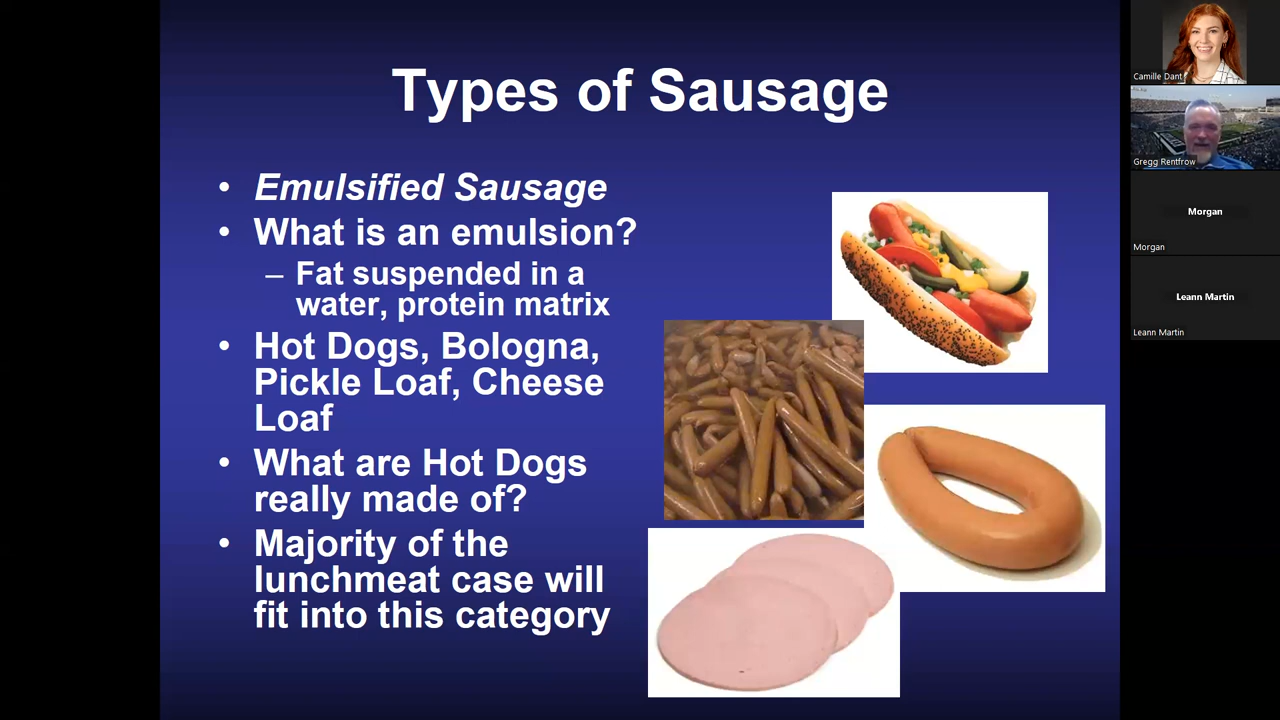 Types of Sausage
• Emulsified Sausage
• What is an emulsion?
– Fat suspended in a
water, protein matrix
• Hot Dogs, Bologna,
Pickle Loaf, Cheese
Loaf
• What are Hot Dogs
really made of?
• Majority of the
lunchmeat case will
fit into this category
Camille Dant
Gregg Rentfrow
Morgan
Morgan
Leann Martin
Leann Martin